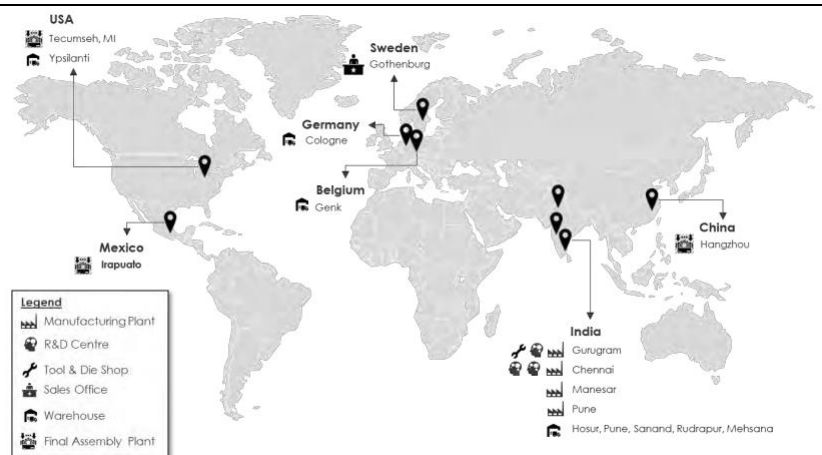 USA
Tecumseh, MI
Ypsilanti
Sweden
Gothenburg
Germany
Cologne
Belgium
Genk
Mexico
Irapuato
China
Hangzhou
Legend
Manufacturing Plant
R&D Centre
Tool & Die Shop
Sales Office
Warehouse
Final Assembly Plant
India
Gurugram
Chennai
Manesar
Pune
Hosur, Pune, Sanand, Rudrapur, Mehsana